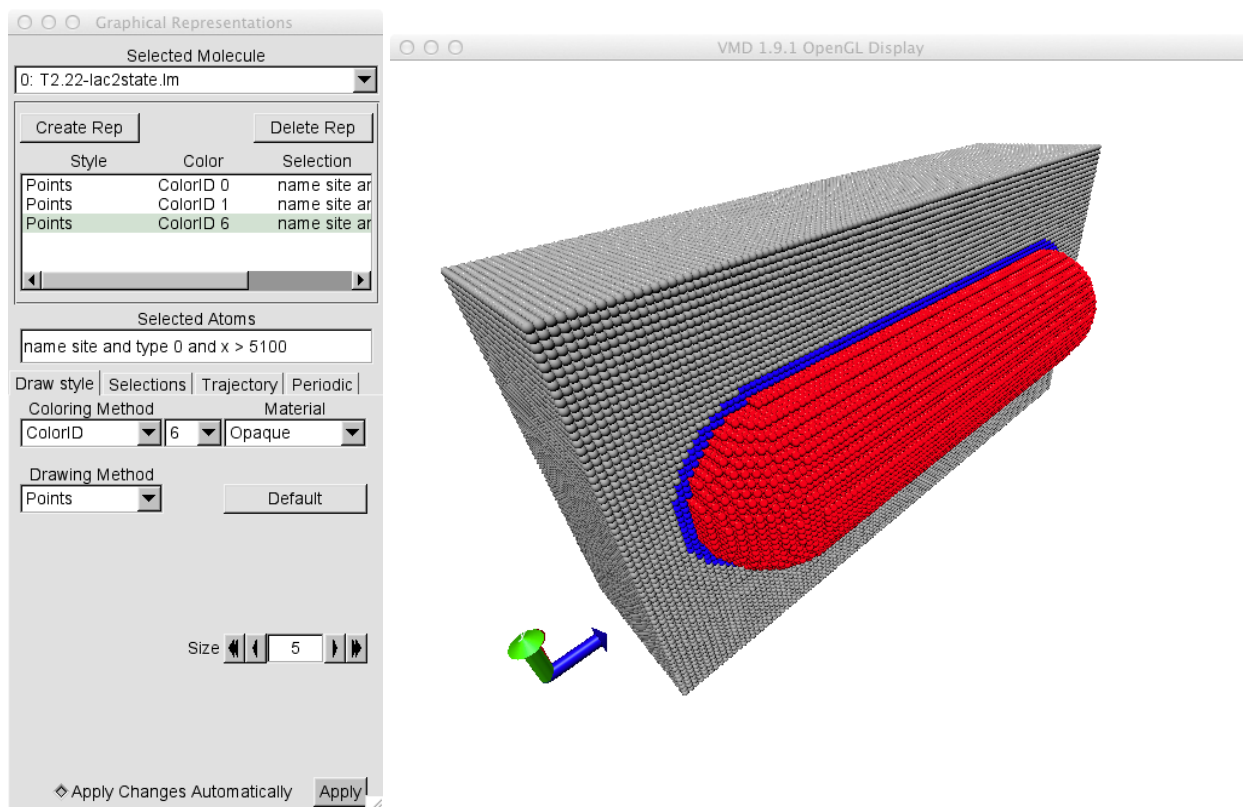 Graphical Representations
Selected Molecule
0: T2.22-lac2state.lm
Create Rep Delete Rep
Style Color Selection
Points ColorID 0 name site ar
Points ColorID 1 name site ar
Points ColorID 6 name site ar
Selected Atoms
name site and type 0 and x > 5100
Draw style Selections Trajectory Periodic
Coloring Method Material
ColorID 6 Opaque
Drawing Method
Points Default
Size 5
Apply Changes Automatically Apply
VMD 1.9.1 OpenGL Display